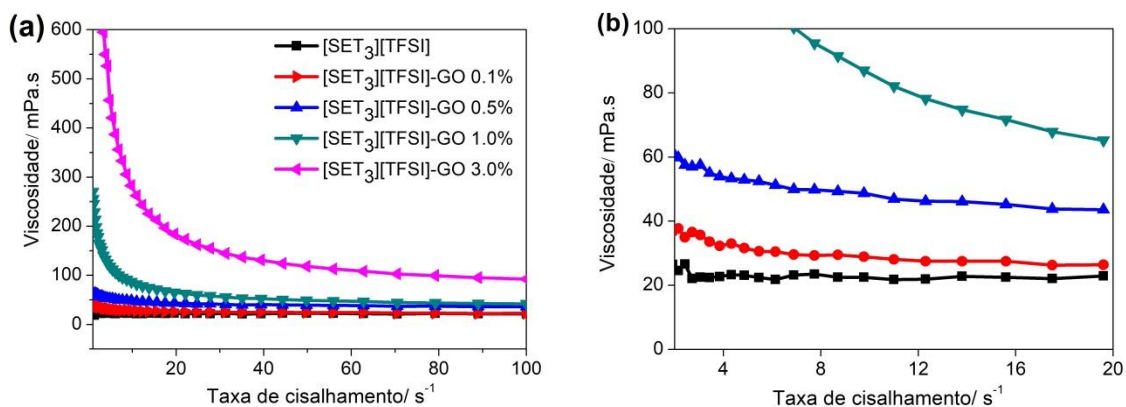 (a)
600
500
400
300
200
100
0
Viscosidade/ mPa.s
[SET₃][TFSI]
[SET₃][TFSI]-GO 0.1%
[SET₃][TFSI]-GO 0.5%
[SET₃][TFSI]-GO 1.0%
[SET₃][TFSI]-GO 3.0%
20
40
60
80
100
Taxa de cisalhamento/ s⁻¹
(b)
100
80
60
40
20
0
Viscosidade/ mPa.s
4
8
12
16
20
Taxa de cisalhamento/ s⁻¹